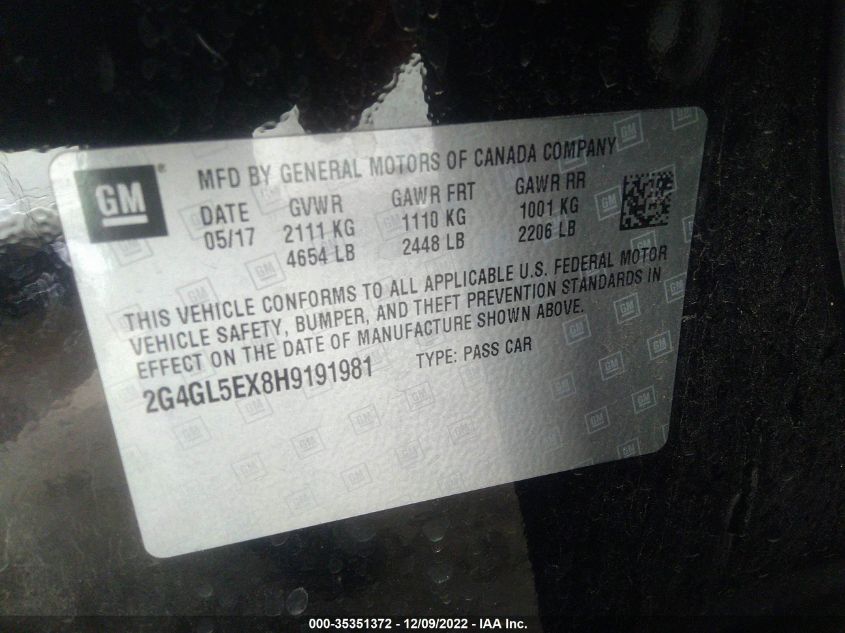 GM ®
MFD BY GENERAL MOTORS OF CANADA COMPANY
DATE GVWR GAWR FRT GAWR RR
05/17 2111 KG 1110 KG 1001 KG
4654 LB 2448 LB 2206 LB
THIS VEHICLE CONFORMS TO ALL APPLICABLE U.S. FEDERAL MOTOR
VEHICLE SAFETY, BUMPER, AND THEFT PREVENTION STANDARDS IN
EFFECT ON THE DATE OF MANUFACTURE SHOWN ABOVE.
2G4GL5EX8H9191981 TYPE: PASS CAR
000-35351372 - 12/09/2022 - IAA Inc.